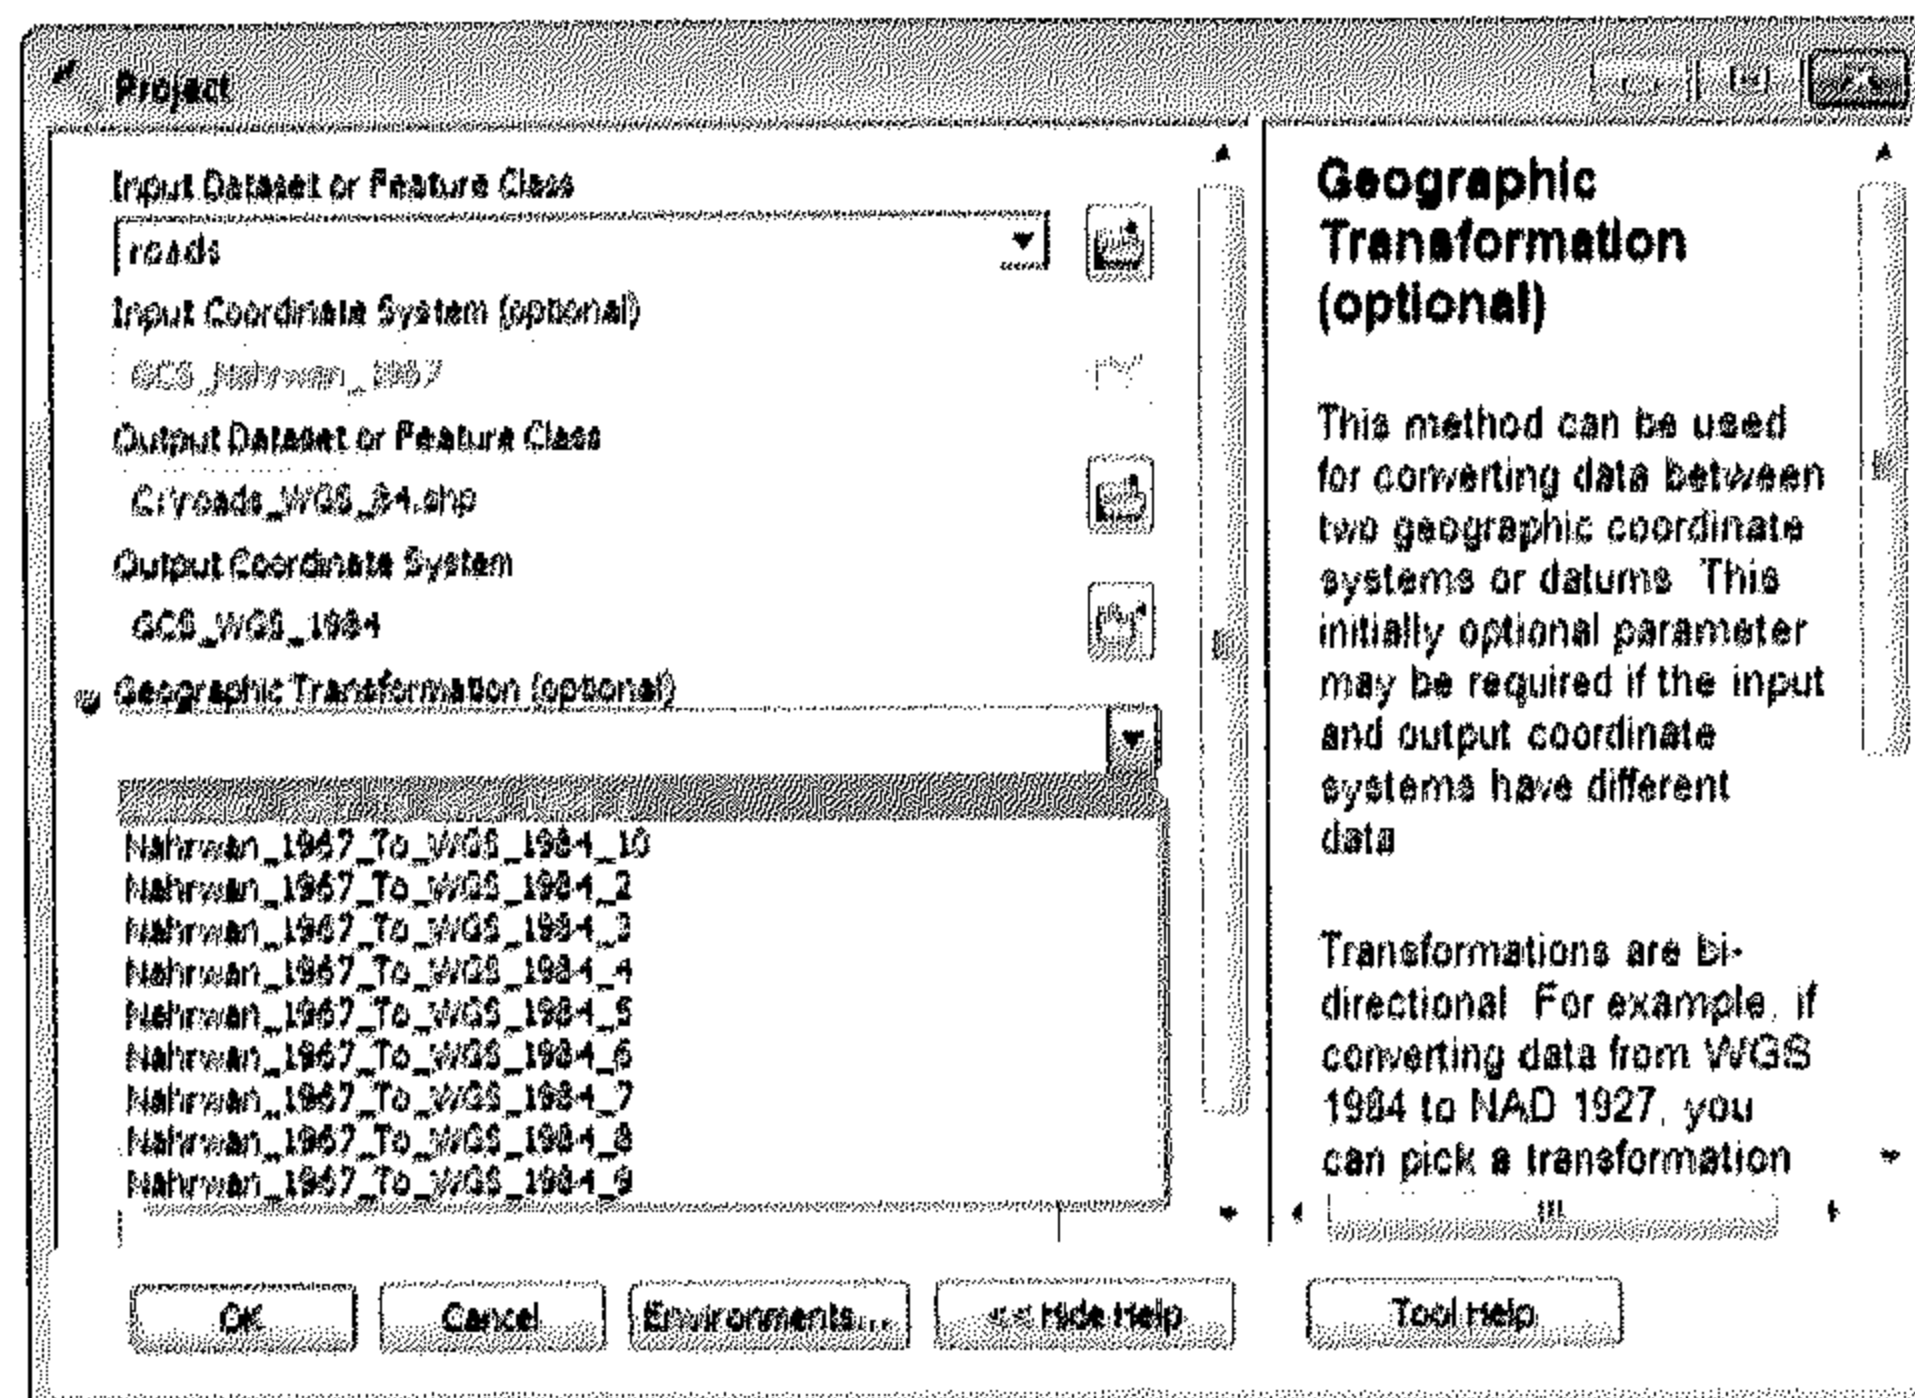 Project
Input Dataset or Feature Class
roads
Input Coordinate System (optional)
GCS_Nahrwan_1967
Output Dataset or Feature Class
C:\roads_WGS_84.shp
Output Coordinate System
GCS_WGS_1984
Geographic Transformation (optional)
Nahrwan_1967_To_WGS_1984_10
Nahrwan_1967_To_WGS_1984_2
Nahrwan_1967_To_WGS_1984_3
Nahrwan_1967_To_WGS_1984_4
Nahrwan_1967_To_WGS_1984_5
Nahrwan_1967_To_WGS_1984_6
Nahrwan_1967_To_WGS_1984_7
Nahrwan_1967_To_WGS_1984_8
Nahrwan_1967_To_WGS_1984_9
OK
Cancel
Environments...
<< Hide Help
Geographic
Transformation
(optional)
This method can be used
for converting data between
two geographic coordinate
systems or datums This
initially optional parameter
may be required if the input
and output coordinate
systems have different
data
Transformations are bi-
directional For example, if
converting data from WGS
1984 to NAD 1927, you
can pick a transformation
Tool Help